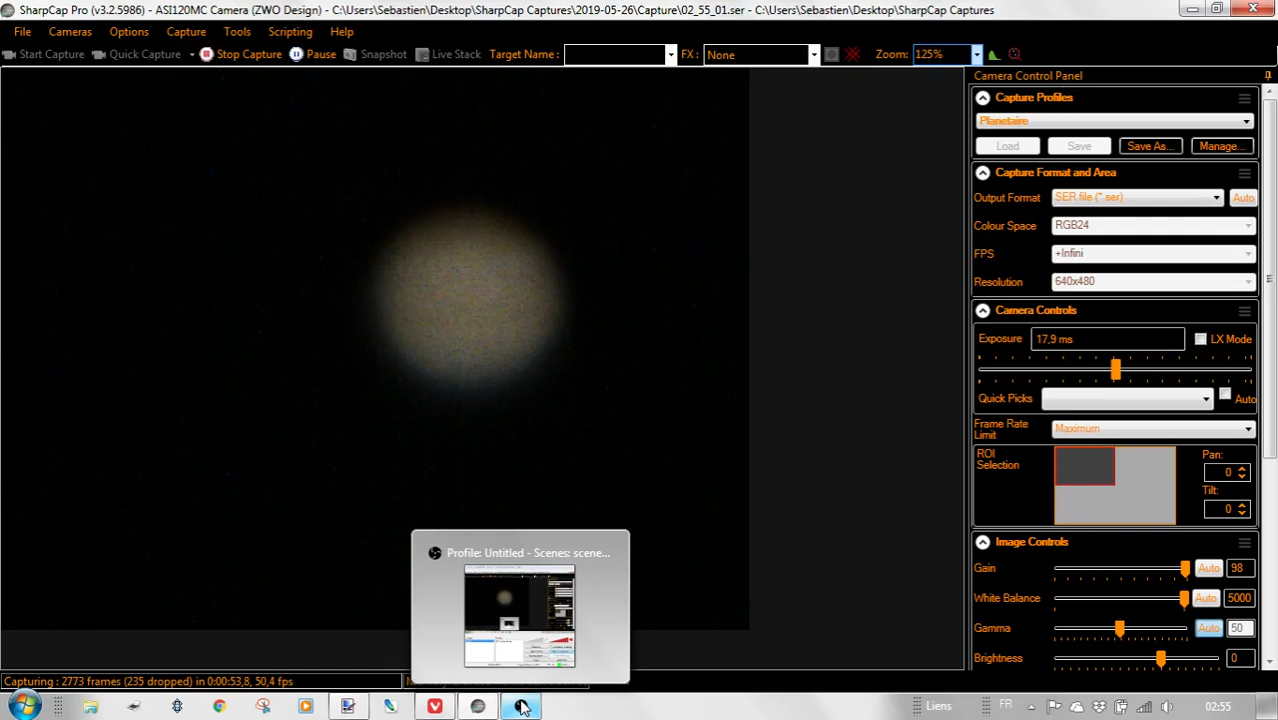 SharpCap Pro (v3.2.5986) - ASI120MC Camera (ZWO Design) - C:\Users\Sebastien\Desktop\SharpCap Captures\2019-05-26\Capture\02_55_01.ser - C:\Users\Sebastien\Desktop\SharpCap Captures
File Cameras Options Capture Tools Scripting Help
Start Capture Quick Capture Stop Capture Pause Snapshot Live Stack Target Name : FX : None Zoom: 125%
Camera Control Panel
Capture Profiles
Planetaire
Load Save Save As... Manage...
Capture Format and Area
Output Format SER file (*.ser) Auto
Colour Space RGB24
FPS +Infini
Resolution 640x480
Camera Controls
Exposure 17,9 ms LX Mode
Quick Picks Auto
Frame Rate Limit Maximum
ROI Selection
Pan: 0
Tilt: 0
Image Controls
Gain Auto 98
White Balance Auto 5000
Gamma Auto 50
Brightness 0
Profile: Untitled - Scenes: scene...
Capturing : 2773 frames (235 dropped) in 0:00:53,8, 50,4 fps
Liens FR 02:55